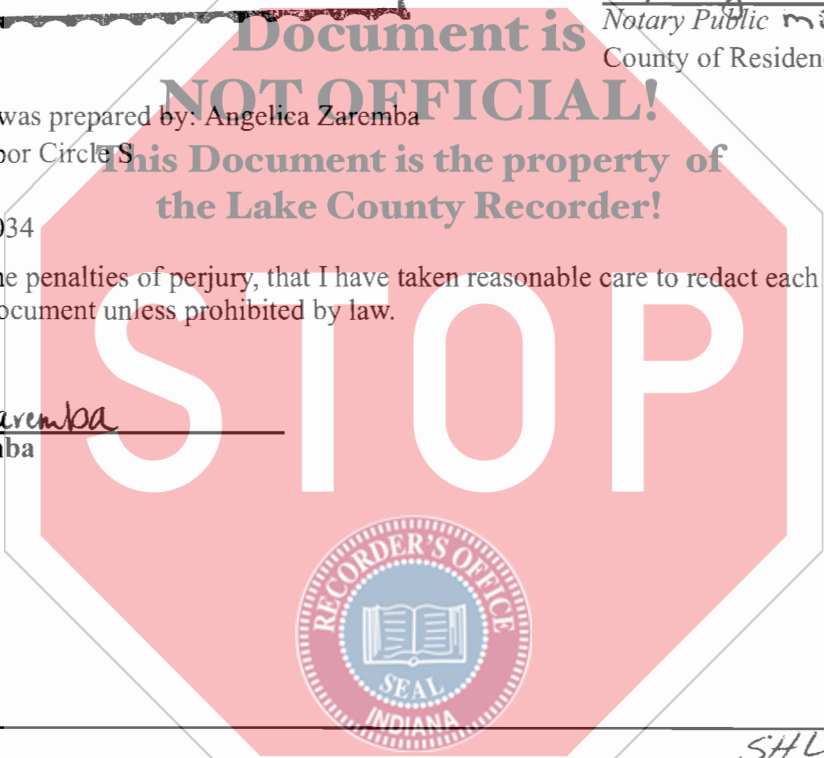 Document is
Notary Public
County of Residen
NOT OFFICIAL!
was prepared by: Angelica Zaremba
or Circle S
This Document is the property of
the Lake County Recorder!
034
e penalties of perjury, that I have taken reasonable care to redact each
ocument unless prohibited by law.
STOP
aremba
ba
RECORDER'S OFFICE
SEAL
INDIANA
SHL